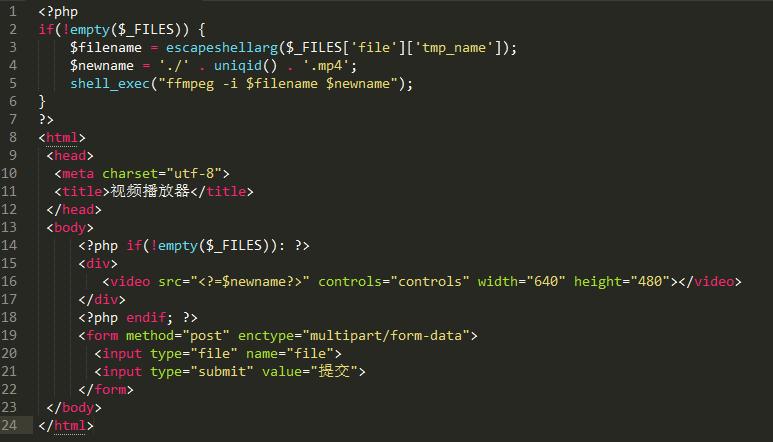 1 <?php
2 if(!empty($_FILES)) {
3     $filename = escapeshellarg($_FILES['file']['tmp_name']);
4     $newname = './' . uniqid() . '.mp4';
5     shell_exec("ffmpeg -i $filename $newname");
6 }
7 ?>
8 <html>
9  <head>
10   <meta charset="utf-8">
11   <title>视频播放器</title>
12  </head>
13  <body>
14      <?php if(!empty($_FILES)): ?>
15      <div>
16         <video src="<?=$newname?>" controls="controls" width="640" height="480"></video>
17      </div>
18      <?php endif; ?>
19      <form method="post" enctype="multipart/form-data">
20        <input type="file" name="file">
21        <input type="submit" value="提交">
22      </form>
23  </body>
24 </html>